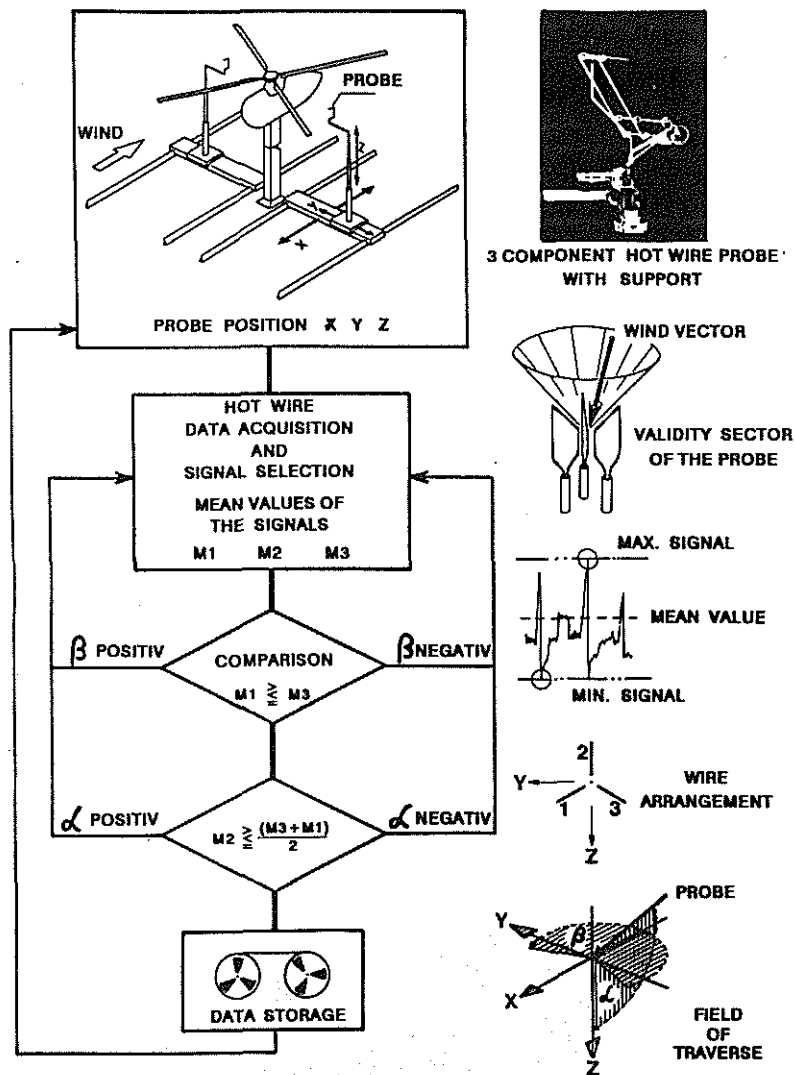 PROBE
WIND
Z
Y
X
PROBE POSITION X Y Z
3 COMPONENT HOT WIRE PROBE
WITH SUPPORT
HOT WIRE
DATA ACQUISITION
AND
SIGNAL SELECTION
MEAN VALUES OF
THE SIGNALS
M1 M2 M3
WIND VECTOR
VALIDITY SECTOR
OF THE PROBE
MAX. SIGNAL
MEAN VALUE
MIN. SIGNAL
β POSITIV
COMPARISON
M1 ⋚ M3
β NEGATIV
α POSITIV
M2 ⋚ (M3+M1)
2
α NEGATIV
2
Y
1 3
Z
WIRE
ARRANGEMENT
DATA STORAGE
PROBE
Y
β
X
α
Z
FIELD
OF
TRAVERSE